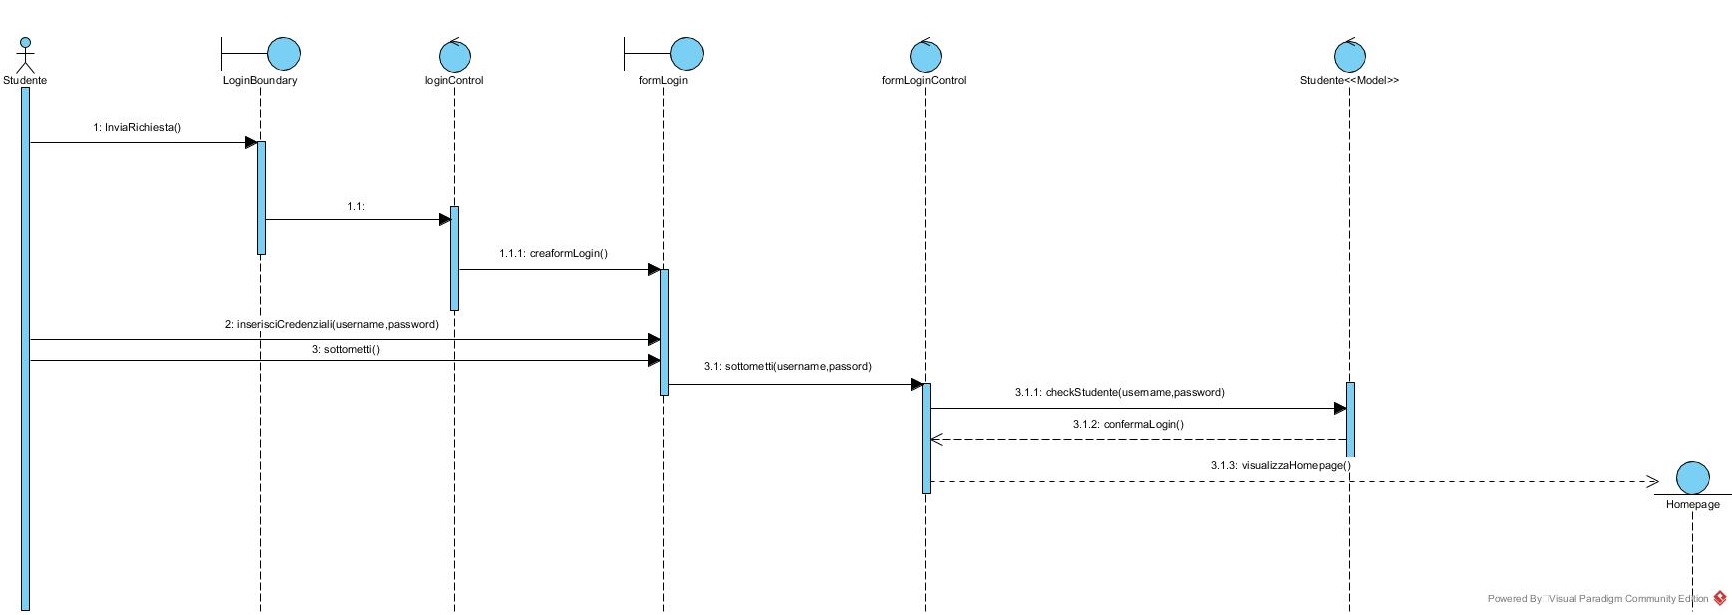 Studente
LoginBoundary
loginControl
formLogin
formLoginControl
Studente<<Model>>
1: InviaRichiesta()
1.1:
1.1.1: creaformLogin()
2: inserisciCredenziali(username,password)
3: sottometti()
3.1: sottometti(username,passord)
3.1.1: checkStudente(username,password)
3.1.2: confermaLogin()
3.1.3: visualizzaHomepage()
Homepage
Powered By Visual Paradigm Community Edition